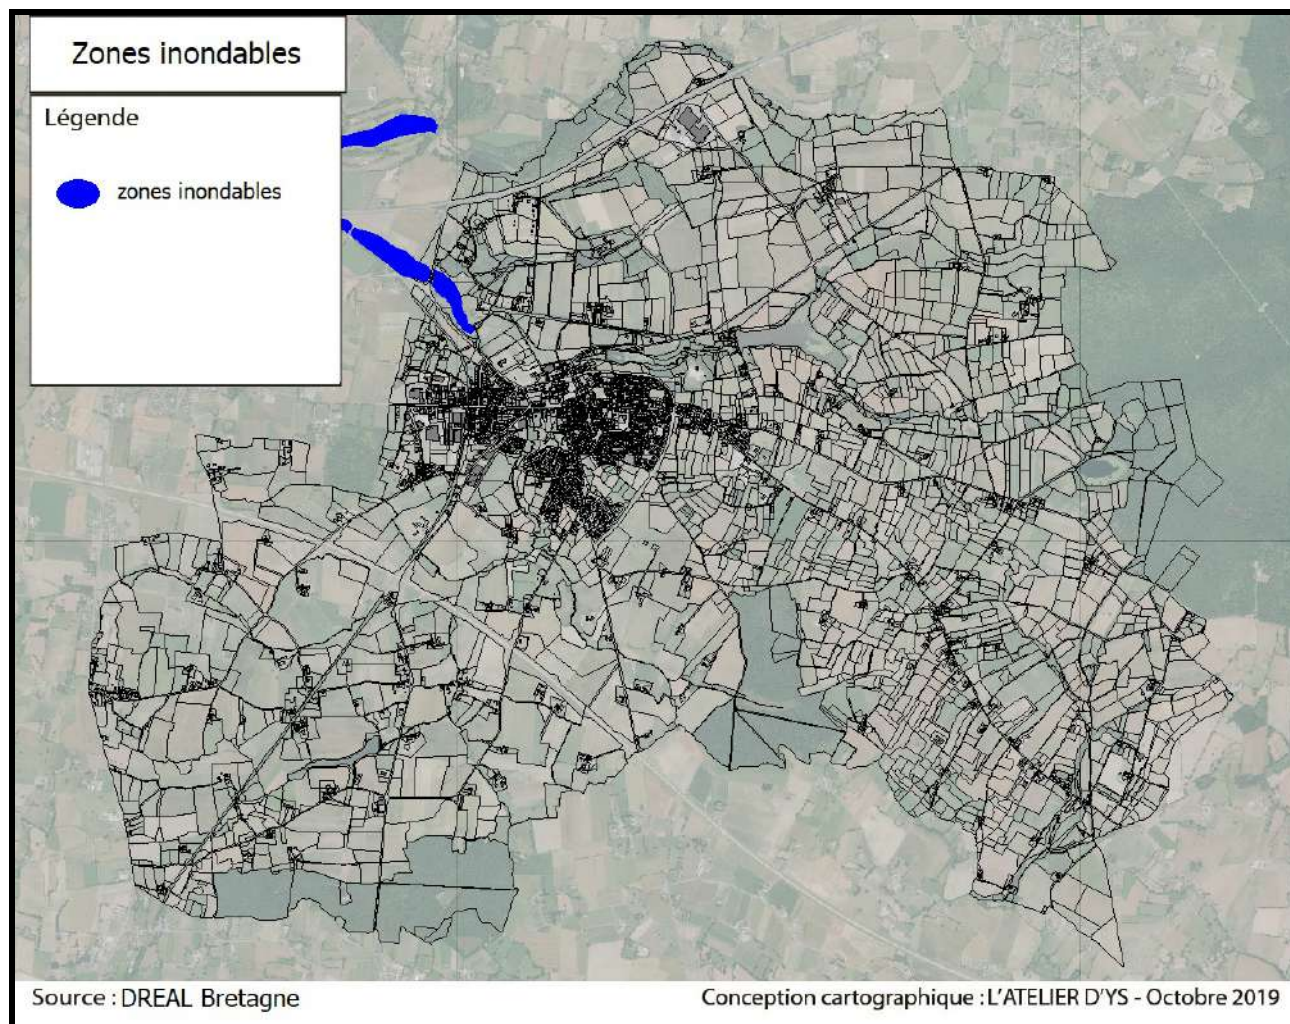 Zones inondables
Légende
zones inondables
Source : DREAL Bretagne
Conception cartographique : L'ATELIER D'YS - Octobre 2019